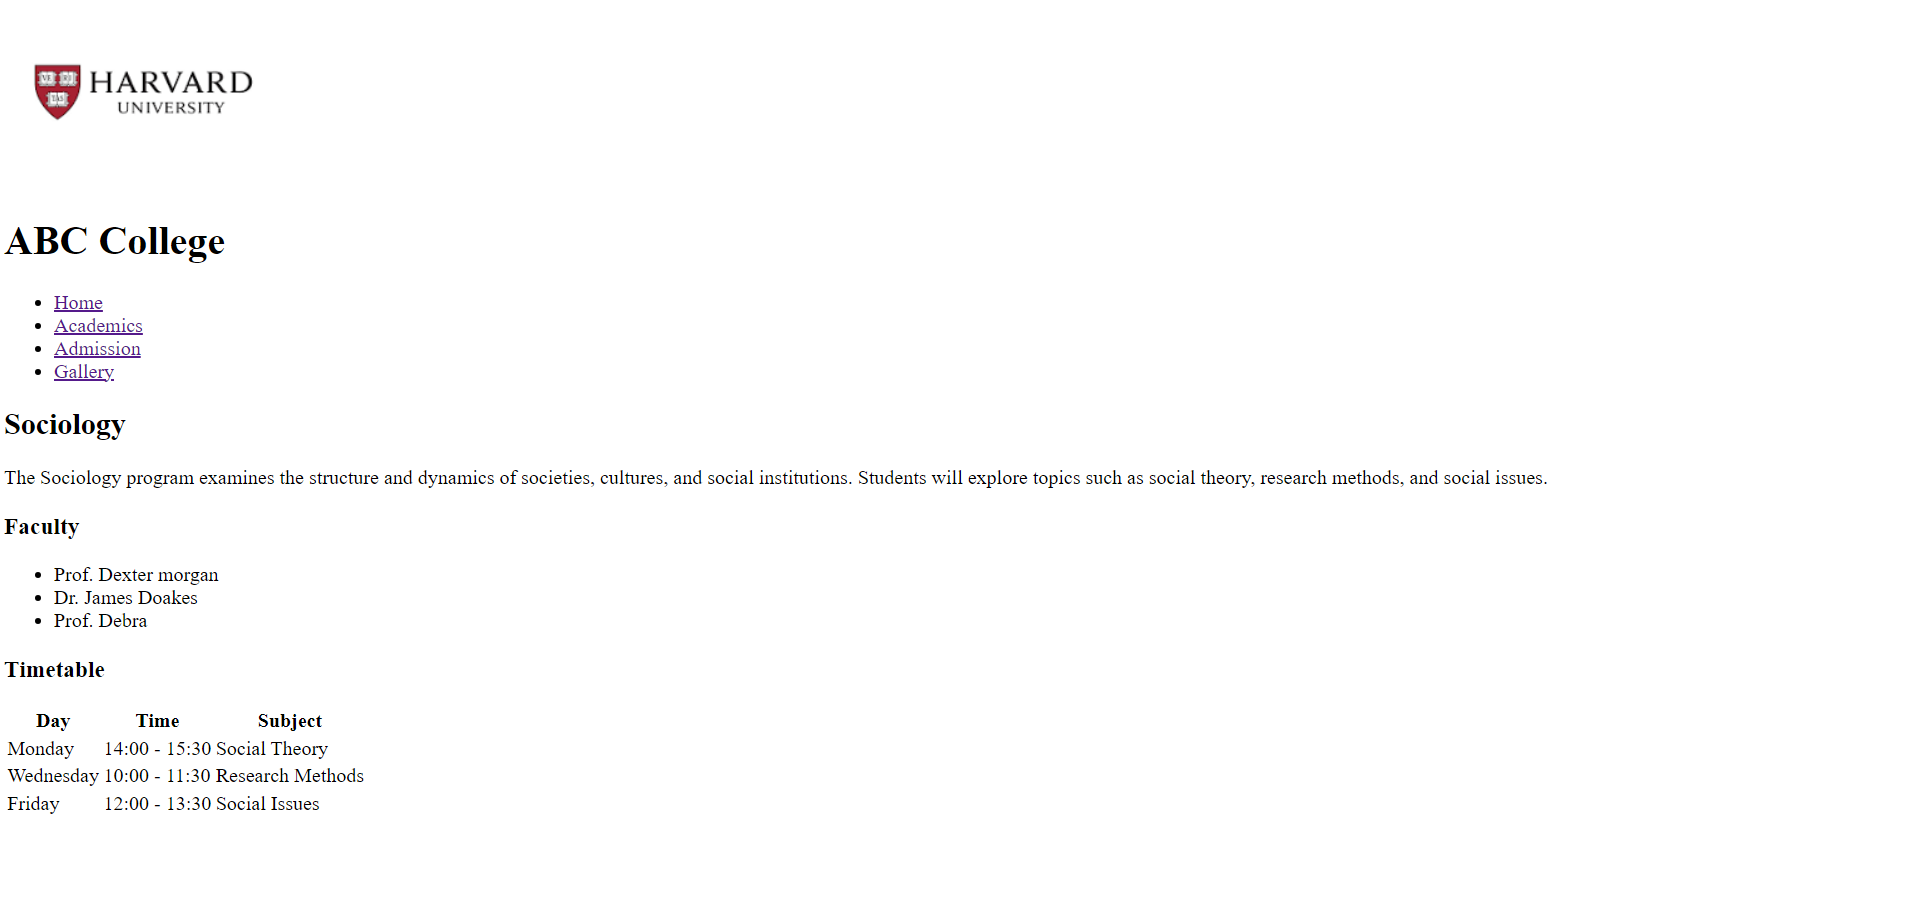 HARVARD
UNIVERSITY
ABC College
Home
Academics
Admission
Gallery
Sociology
The Sociology program examines the structure and dynamics of societies, cultures, and social institutions. Students will explore topics such as social theory, research methods, and social issues.
Faculty
Prof. Dexter morgan
Dr. James Doakes
Prof. Debra
Timetable
Day Time Subject
Monday 14:00 - 15:30 Social Theory
Wednesday 10:00 - 11:30 Research Methods
Friday 12:00 - 13:30 Social Issues